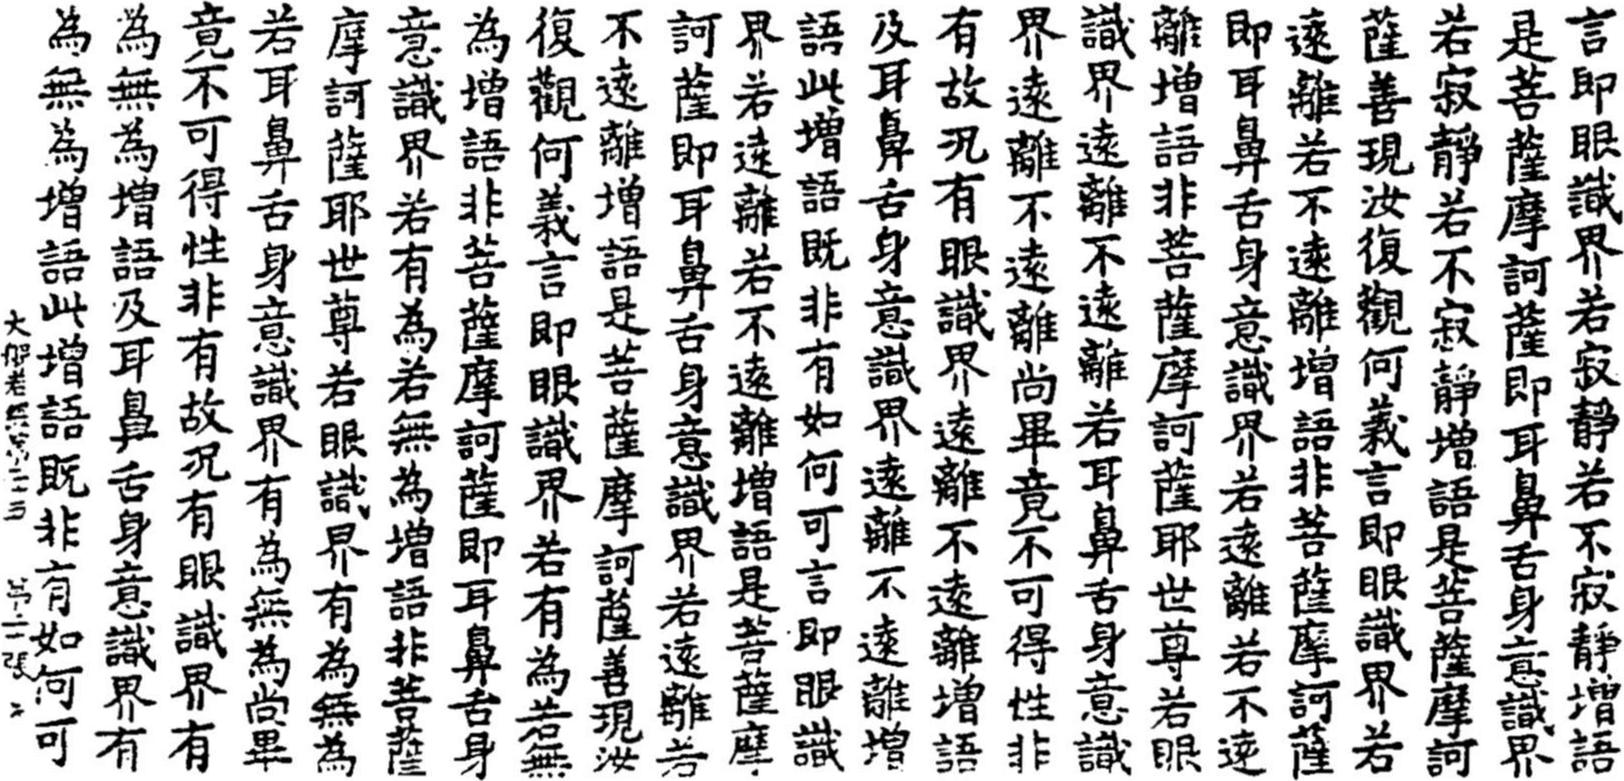 言即眼識界若寂靜若不寂靜增語
是菩薩摩訶薩即耳鼻舌身意識界
若寂靜若不寂靜增語是菩薩摩訶
薩善現汝復觀何義言即眼識界若
遠離若不遠離增語非菩薩摩訶薩
即耳鼻舌身意識界若遠離若不遠
離增語非菩薩摩訶薩耶世尊若眼
識界遠離不遠離若耳鼻舌身意識
界遠離不遠離尚畢竟不可得性非
有故况有眼識界遠離不遠離增語
及耳鼻舌身意識界遠離不遠離增
語此增語既非有如何可言即眼識
界若遠離若不遠離增語是菩薩摩
訶薩即耳鼻舌身意識界若遠離若
不遠離增語是菩薩摩訶薩善現汝
復觀何義言即眼識界若有為若無
為增語非菩薩摩訶薩即耳鼻舌身
意識界若有為若無為增語非菩薩
摩訶薩耶世尊若眼識界有為無為
若耳鼻舌身意識界有為無為尚畢
竟不可得性非有故况有眼識界有
為無為增語及耳鼻舌身意識界有
為無為增語此增語既非有如何可
大般若